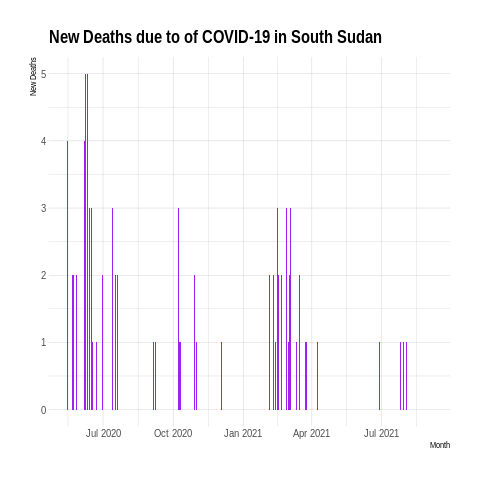 New Deaths due to of COVID-19 in South Sudan
New Deaths
5
4
3
2
1
0
Jul 2020 Oct 2020 Jan 2021 Apr 2021 Jul 2021
Month